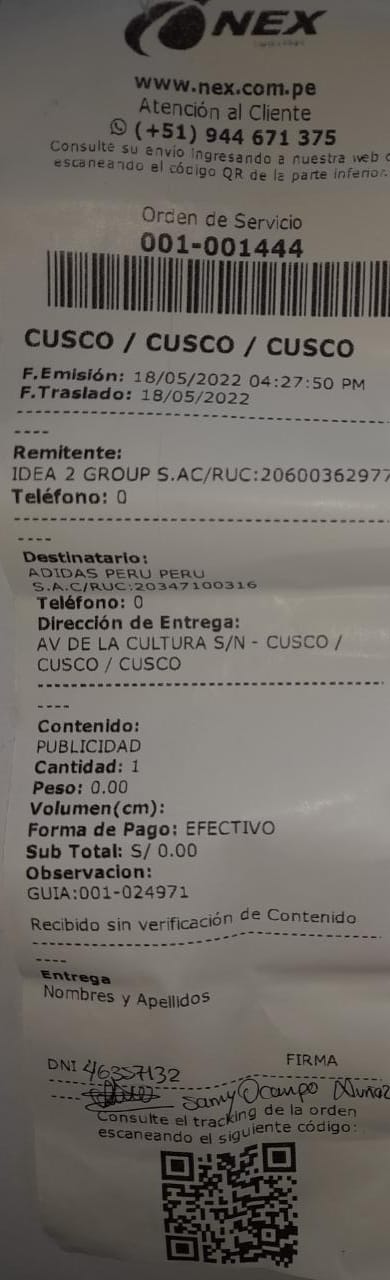 NEX
www.nex.com.pe
Atención al Cliente
(+51) 944 671 375
Consulte su envio ingresando a nuestra web o
escaneando el código QR de la parte inferior.
Orden de Servicio
001-001444
CUSCO / CUSCO / CUSCO
F.Emisión: 18/05/2022 04:27:50 PM
F.Traslado: 18/05/2022
----
Remitente:
IDEA 2 GROUP S.AC/RUC:20600362977
Teléfono: 0
----
Destinatario:
ADIDAS PERU PERU
S.A.C/RUC:20347100316
Teléfono: 0
Dirección de Entrega:
AV DE LA CULTURA S/N - CUSCO /
CUSCO / CUSCO
----
Contenido:
PUBLICIDAD
Cantidad: 1
Peso: 0.00
Volumen(cm):
Forma de Pago: EFECTIVO
Sub Total: S/ 0.00
Observacion:
GUIA:001-024971
Recibido sin verificación de Contenido
----
Entrega
Nombres y Apellidos
DNI 46357132 FIRMA
Samy Ocampo Muñoz
Consulte el tracking de la orden
escaneando el siguiente código: